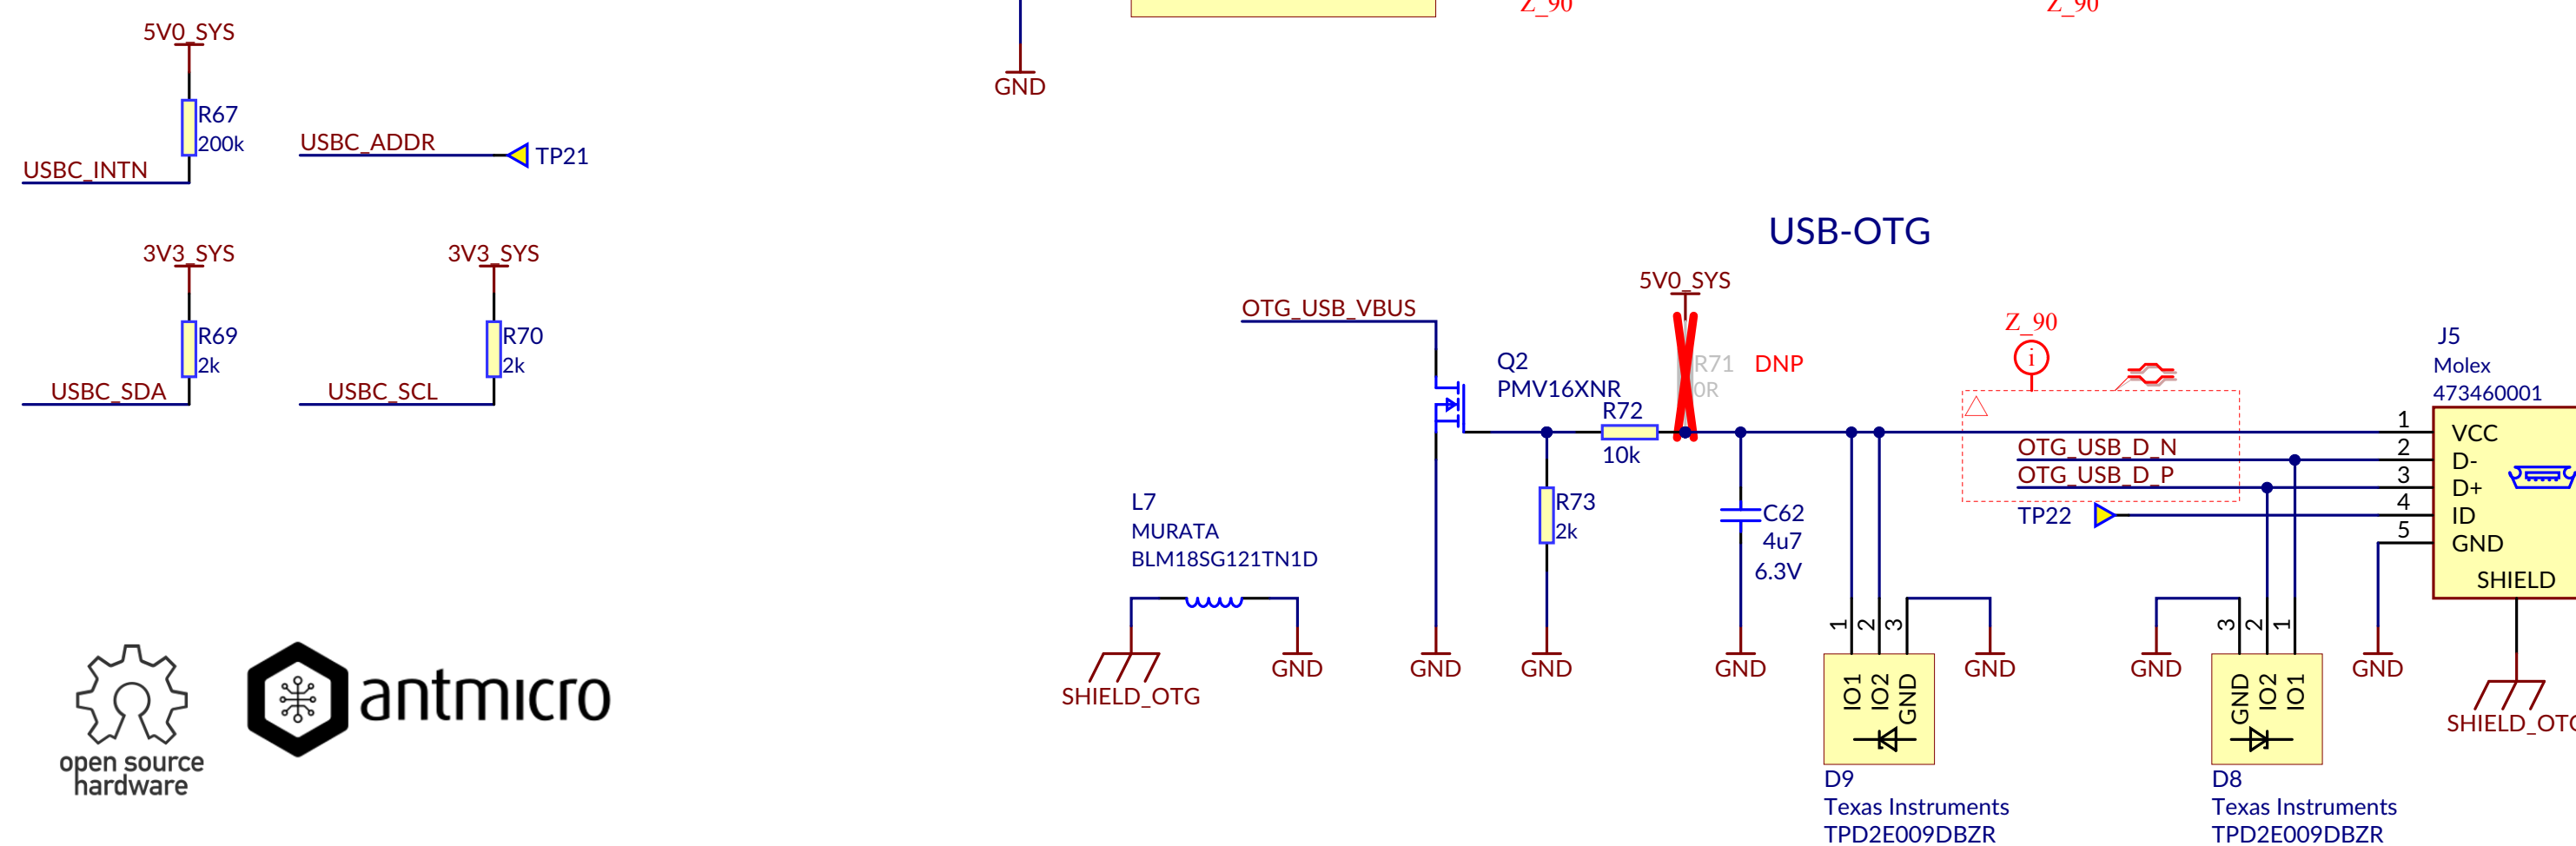 Z_90
Z_90
5V0_SYS
R67
200k
USBC_INTN
USBC_ADDR
TP21
GND
3V3_SYS
R69
2k
USBC_SDA
3V3_SYS
R70
2k
USBC_SCL
USB-OTG
OTG_USB_VBUS
Q2
PMV16XNR
5V0_SYS
R71
0R
DNP
R72
10k
R73
2k
C62
4u7
6.3V
Z_90
i
OTG_USB_D_N
OTG_USB_D_P
TP22
J5
Molex
473460001
1
2
3
4
5
VCC
D-
D+
ID
GND
SHIELD
L7
MURATA
BLM18SG121TN1D
SHIELD_OTG
GND
GND
GND
GND
1
2
3
IO1
IO2
GND
GND
D9
Texas Instruments
TPD2E009DBZR
GND
3
2
1
GND
IO2
IO1
D8
Texas Instruments
TPD2E009DBZR
GND
SHIELD_OTG
open source
hardware
antmicro